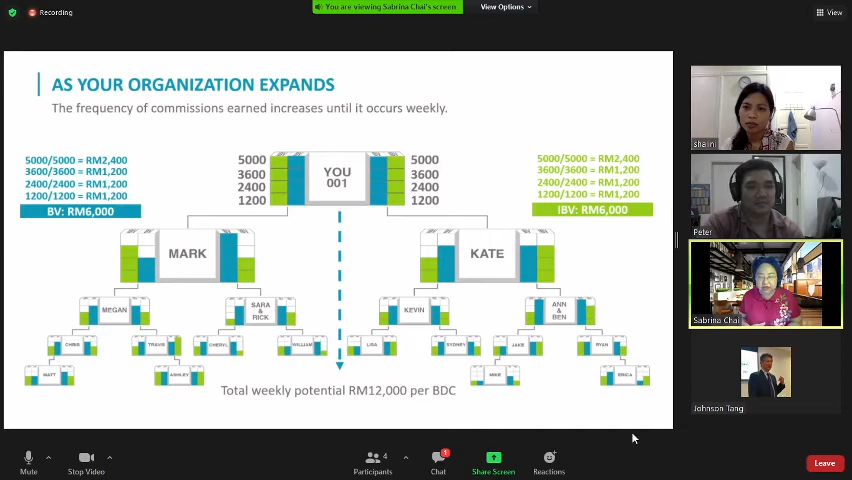 Recording
You are viewing Sabrina Chai's screen
View Options
View
AS YOUR ORGANIZATION EXPANDS
The frequency of commissions earned increases until it occurs weekly.
5000/5000 = RM2,400
3600/3600 = RM1,200
2400/2400 = RM1,200
1200/1200 = RM1,200
BV: RM6,000
5000
3600
2400
1200
YOU
001
5000
3600
2400
1200
5000/5000 = RM2,400
3600/3600 = RM1,200
2400/2400 = RM1,200
1200/1200 = RM1,200
IBV: RM6,000
MARK
KATE
MEGAN
SARA
&
RICK
KEVIN
ANN
&
BEN
CHRIS
TRAVIS
CHERYL
WILLIAM
LISA
SYDNEY
JAKE
RYAN
MATT
ASHLEY
MIKE
ERICA
Total weekly potential RM12,000 per BDC
shalini
Peter
Sabrina Chai
Johnson Tang
Mute
Stop Video
4
Participants
1
Chat
Share Screen
Reactions
Leave